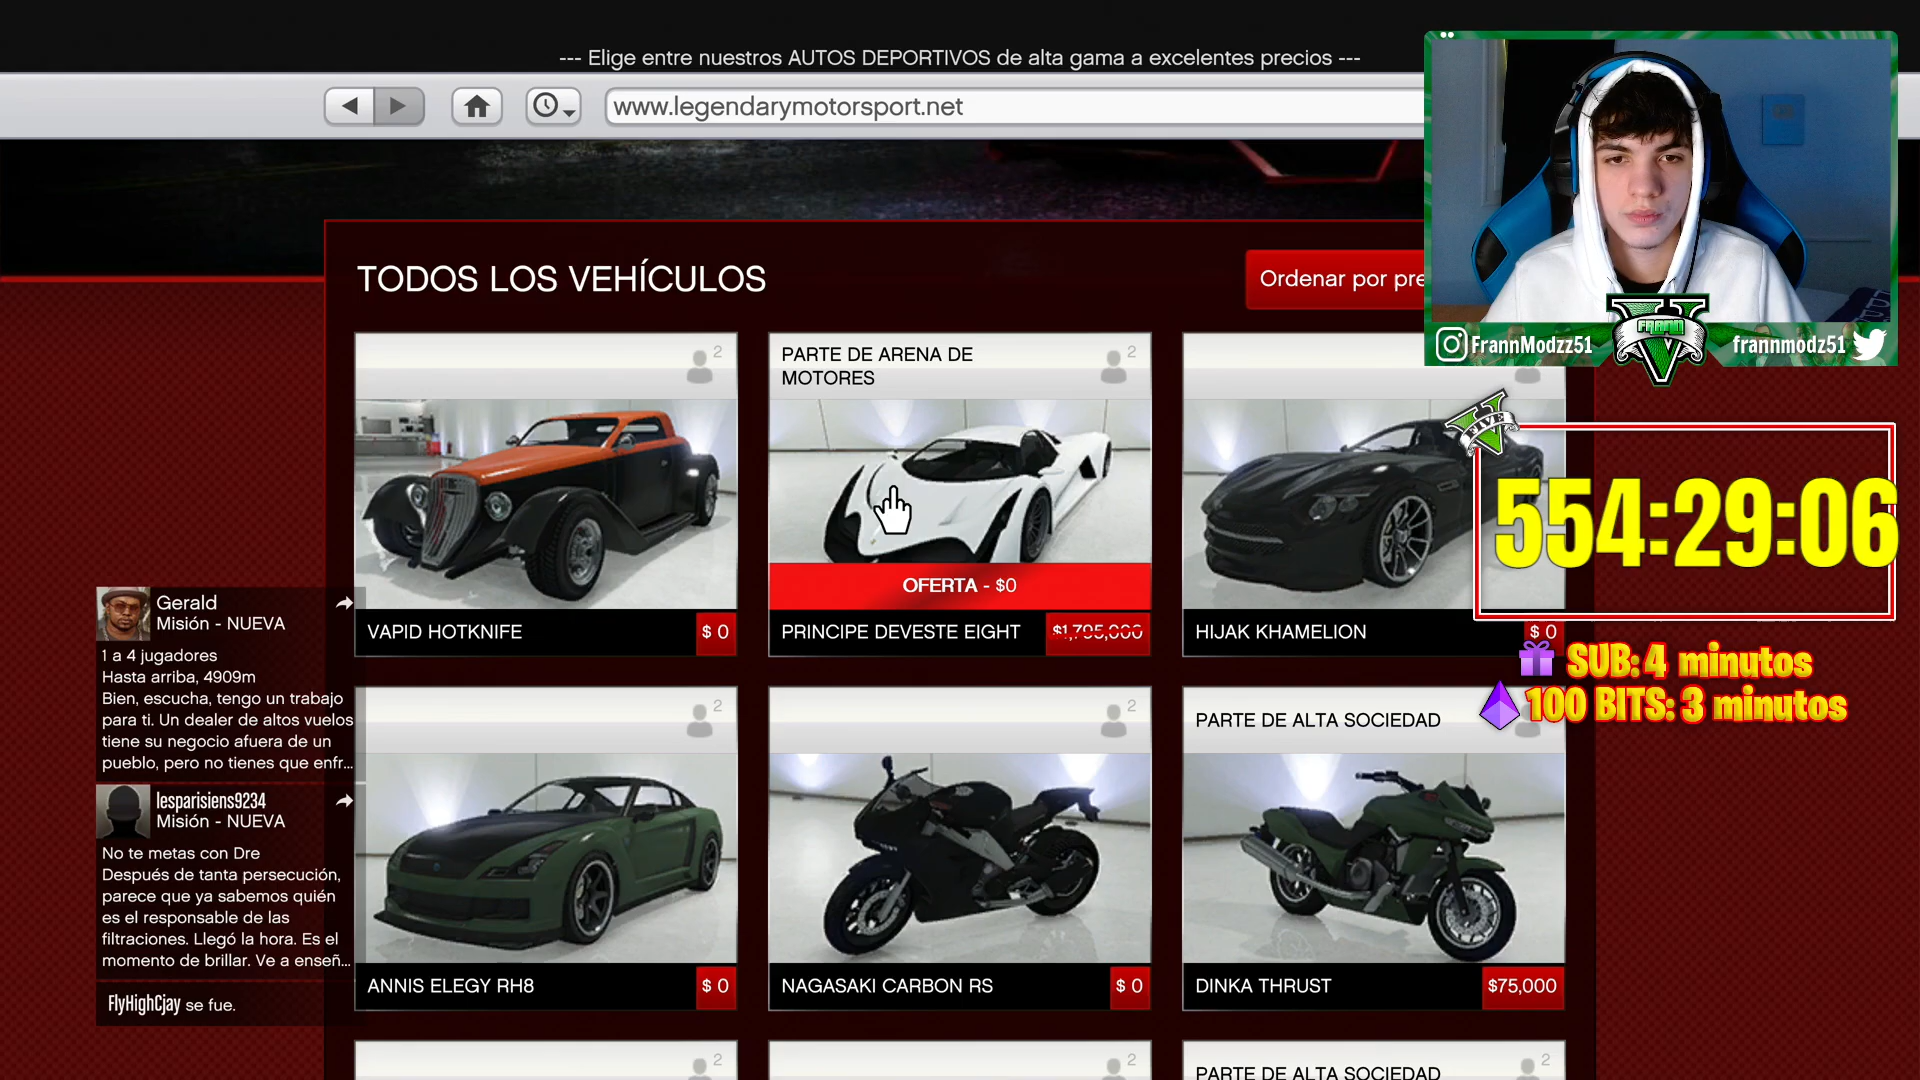 --- Elige entre nuestros AUTOS DEPORTIVOS de alta gama a excelentes precios ---
www.legendarymotorsport.net
TODOS LOS VEHÍCULOS
Ordenar por pre
FRANN
FrannModzz51
frannmodz51
2
PARTE DE ARENA DE
MOTORES
2
OFERTA - $0
VAPID HOTKNIFE
$ 0
PRINCIPE DEVESTE EIGHT
$1,795,000
HIJAK KHAMELION
$ 0
FIVE
554:29:06
SUB: 4 minutos
100 BITS: 3 minutos
Gerald
Misión - NUEVA
1 a 4 jugadores
Hasta arriba, 4909m
Bien, escucha, tengo un trabajo
para ti. Un dealer de altos vuelos
tiene su negocio afuera de un
pueblo, pero no tienes que enfr...
lesparisiens9234
Misión - NUEVA
No te metas con Dre
Después de tanta persecución,
parece que ya sabemos quién
es el responsable de las
filtraciones. Llegó la hora. Es el
momento de brillar. Ve a enseñ...
FlyHighCjay se fue.
2
2
PARTE DE ALTA SOCIEDAD
ANNIS ELEGY RH8
$ 0
NAGASAKI CARBON RS
$ 0
DINKA THRUST
$75,000
2
2
PARTE DE ALTA SOCIEDAD
2